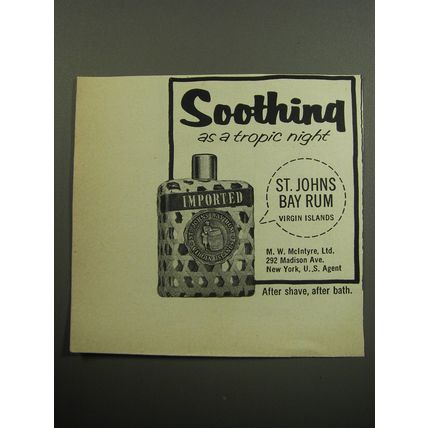 Soothing
as a tropic night
IMPORTED
ST. JOHNS
BAY RUM
VIRGIN ISLANDS
M. W. McIntyre, Ltd.
292 Madison Ave.
New York, U.S. Agent
After shave, after bath.